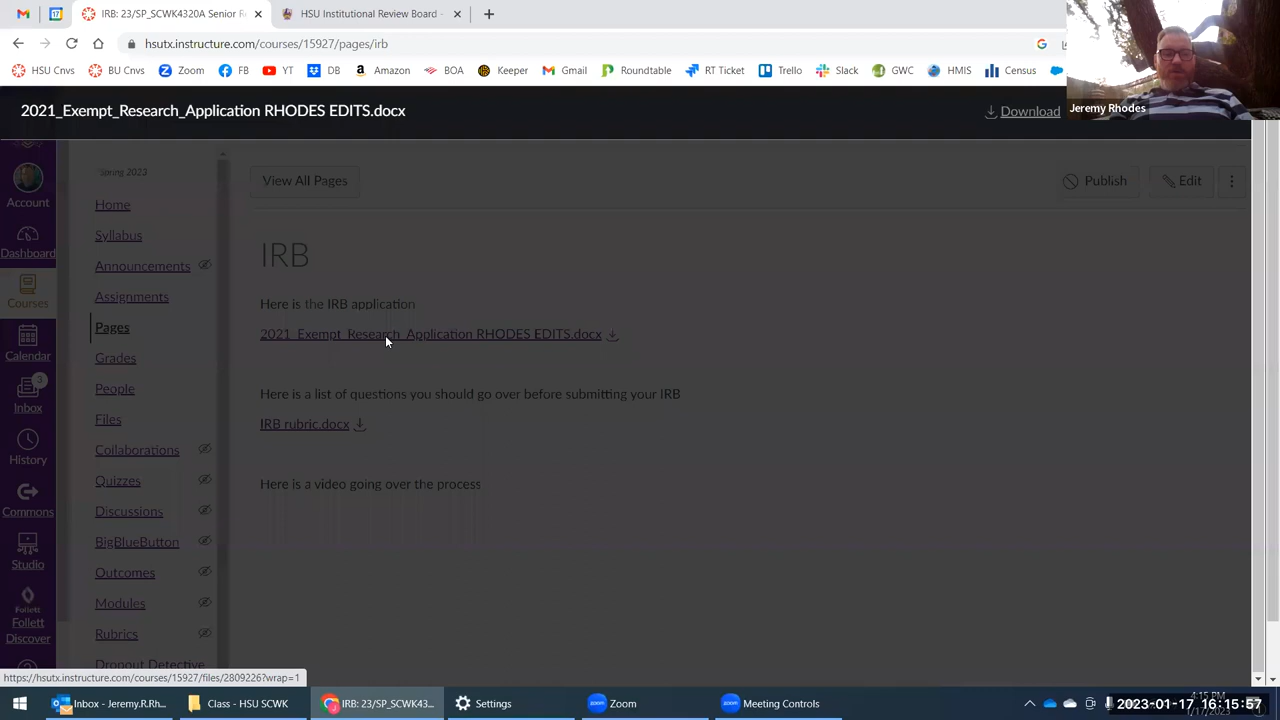 IRB: 23/SP_SCWK4320A Senior R
HSU Institutional Review Board -
hsutx.instructure.com/courses/15927/pages/irb
HSU Cnvs
BU Cnvs
Zoom
FB
YT
DB
Amazon
BOA
Keeper
Gmail
Roundtable
RT Ticket
Trello
Slack
GWC
HMIS
Census
Jeremy Rhodes
2021_Exempt_Research_Application RHODES EDITS.docx
Download
Spring 2023
View All Pages
Publish
Edit
Account
Dashboard
Courses
Calendar
3
Inbox
History
Commons
Studio
Follett
Follett
Discover
Home
Syllabus
Announcements
Assignments
Pages
Grades
People
Files
Collaborations
Quizzes
Discussions
BigBlueButton
Outcomes
Modules
Rubrics
Dropout Detective
IRB
Here is the IRB application
2021_Exempt_Research_Application RHODES EDITS.docx
Here is a list of questions you should go over before submitting your IRB
IRB rubric.docx
Here is a video going over the process
https://hsutx.instructure.com/courses/15927/files/2809226?wrap=1
Inbox - Jeremy.R.Rh...
Class - HSU SCWK
IRB: 23/SP_SCWK43...
Settings
Zoom
Meeting Controls
4:15 PM
2023-01-17 16:15:57